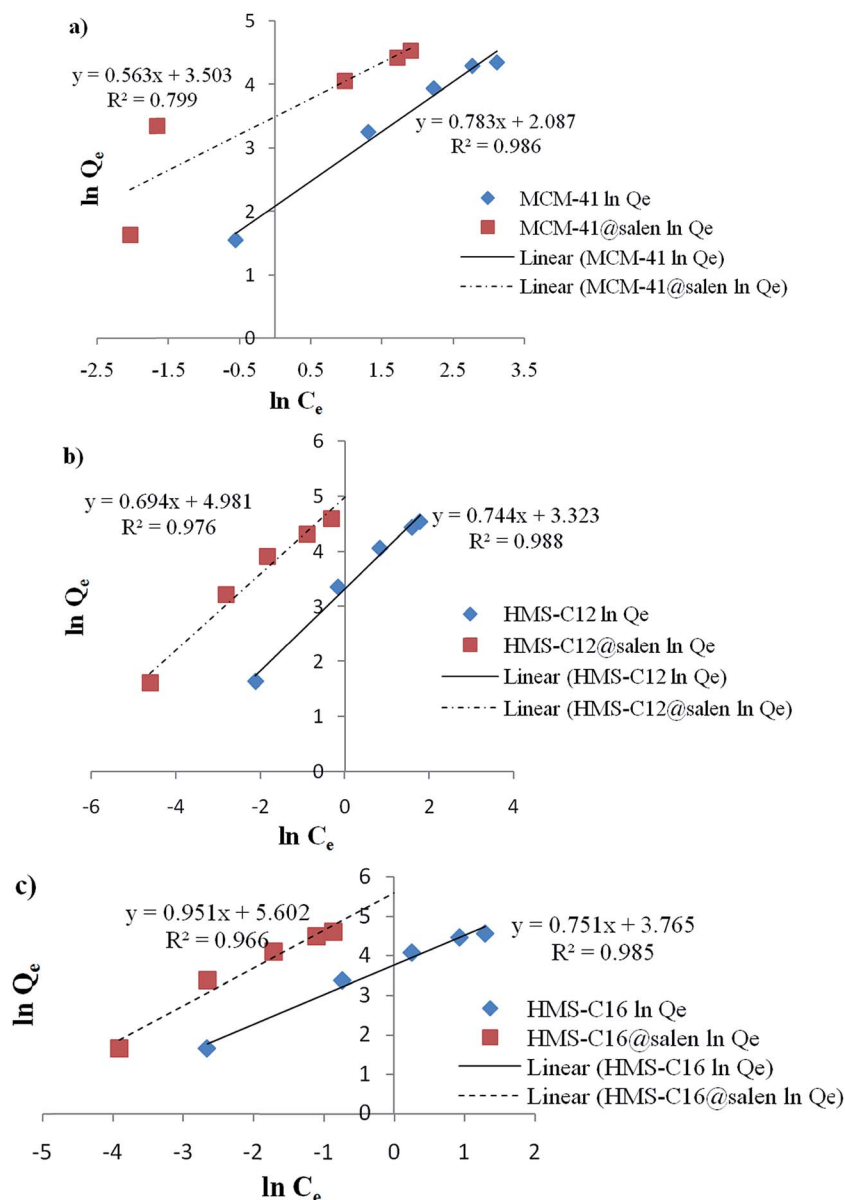 a)
5
4
3
2
1
0
y = 0.563x + 3.503
R² = 0.799
y = 0.783x + 2.087
R² = 0.986
ln Qe
MCM-41 ln Qe
MCM-41@salen ln Qe
Linear (MCM-41 ln Qe)
Linear (MCM-41@salen ln Qe)
-2.5 -1.5 -0.5 0.5 1.5 2.5 3.5
ln Ce
b)
6
5
4
3
2
1
0
y = 0.694x + 4.981
R² = 0.976
y = 0.744x + 3.323
R² = 0.988
ln Qe
HMS-C12 ln Qe
HMS-C12@salen ln Qe
Linear (HMS-C12 ln Qe)
Linear (HMS-C12@salen ln Qe)
-6 -4 -2 0 2 4
ln Ce
c)
6
5
4
3
2
1
0
y = 0.951x + 5.602
R² = 0.966
y = 0.751x + 3.765
R² = 0.985
ln Qe
HMS-C16 ln Qe
HMS-C16@salen ln Qe
Linear (HMS-C16 ln Qe)
Linear (HMS-C16@salen ln Qe)
-5 -4 -3 -2 -1 0 1 2
ln Ce